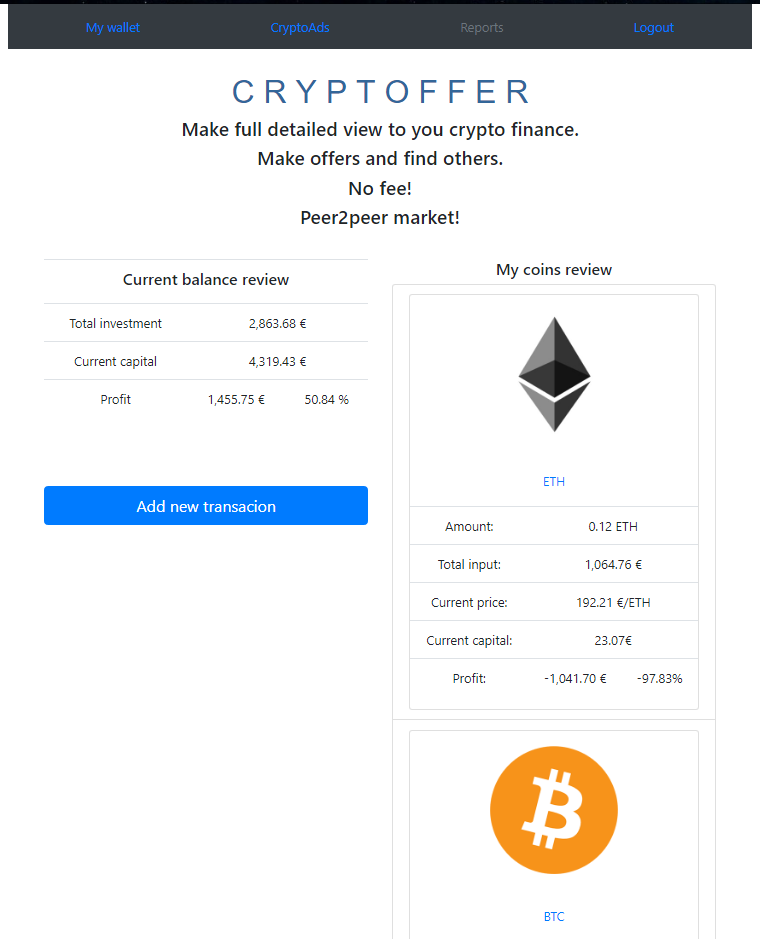 My wallet CryptoAds Reports Logout
CRYPTOFFER
Make full detailed view to you crypto finance.
Make offers and find others.
No fee!
Peer2peer market!
Current balance review
Total investment 2,863.68 €
Current capital 4,319.43 €
Profit 1,455.75 € 50.84 %
Add new transacion
My coins review
ETH
Amount: 0.12 ETH
Total input: 1,064.76 €
Current price: 192.21 €/ETH
Current capital: 23.07€
Profit: -1,041.70 € -97.83%
BTC